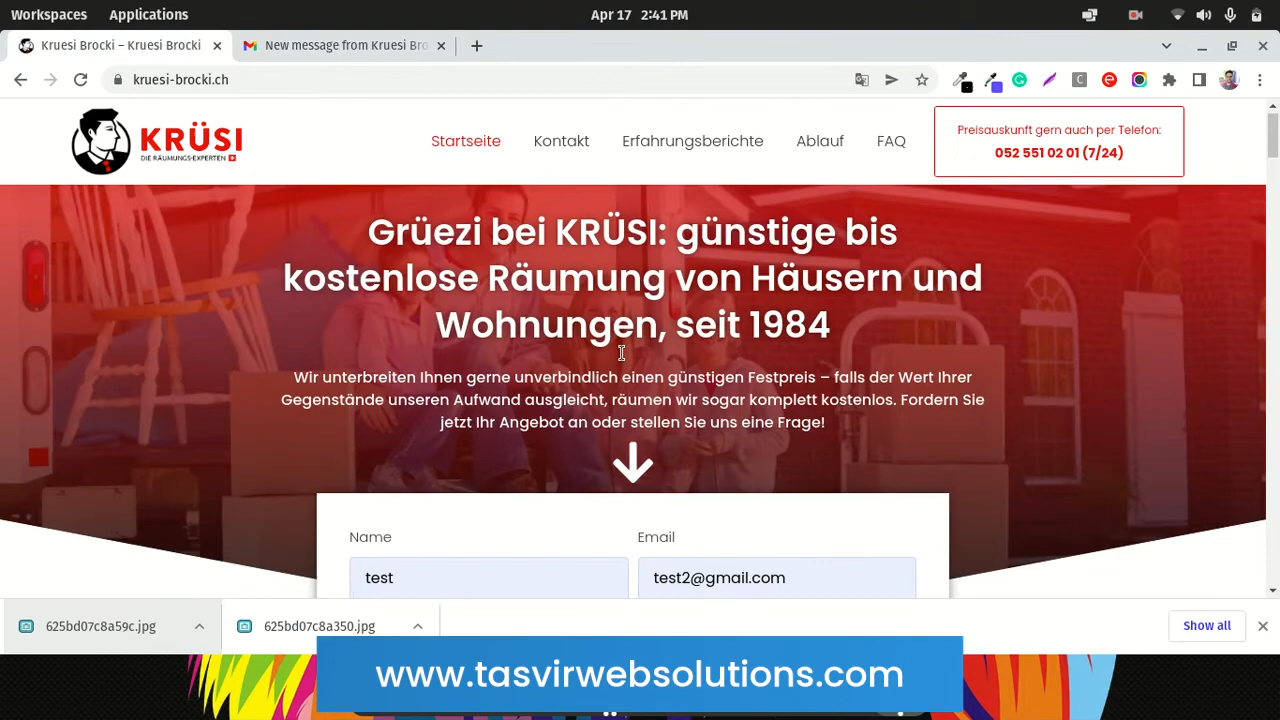 Workspaces Applications Apr 17 2:41 PM
Kruesi Brocki – Kruesi Brocki New message from Kruesi Bro
kruesi-brocki.ch
KRÜSI
DIE RÄUMUNGS-EXPERTEN
Startseite Kontakt Erfahrungsberichte Ablauf FAQ
Preisauskunft gern auch per Telefon:
052 551 02 01 (7/24)
Grüezi bei KRÜSI: günstige bis
kostenlose Räumung von Häusern und
Wohnungen, seit 1984
Wir unterbreiten Ihnen gerne unverbindlich einen günstigen Festpreis – falls der Wert Ihrer
Gegenstände unseren Aufwand ausgleicht, räumen wir sogar komplett kostenlos. Fordern Sie
jetzt Ihr Angebot an oder stellen Sie uns eine Frage!
Name Email
test test2@gmail.com
625bd07c8a59c.jpg 625bd07c8a350.jpg Show all
www.tasvirwebsolutions.com